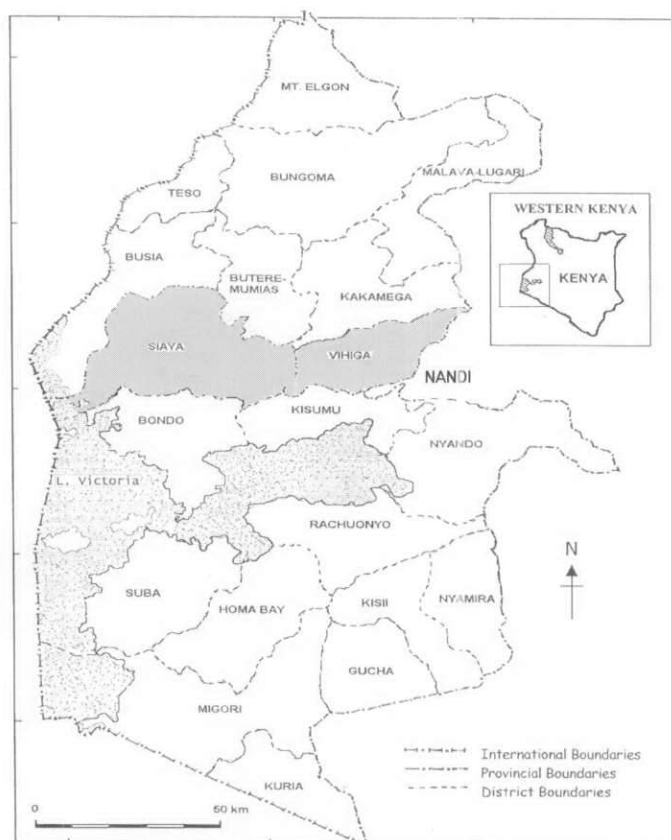 MT. ELGON
BUNGOMA
MALAVA-LUGARI
TESO
WESTERN KENYA
KENYA
BUSIA
BUTERE-
MUMIAS
KAKAMEGA
SIAYA
VIHIGA
NANDI
BONDO
KISUMU
NYANDO
L. Victoria
RACHUONYO
N
SUBA
HOMA BAY
KISII
NYAMIRA
GUCHA
MIGORI
International Boundaries
Provincial Boundaries
District Boundaries
KURIA
0
50 km